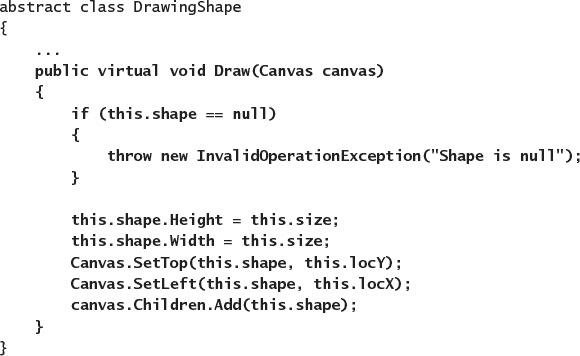 abstract class DrawingShape
{
    ...
    public virtual void Draw(Canvas canvas)
    {
        if (this.shape == null)
        {
            throw new InvalidOperationException("Shape is null");
        }

        this.shape.Height = this.size;
        this.shape.Width = this.size;
        Canvas.SetTop(this.shape, this.locY);
        Canvas.SetLeft(this.shape, this.locX);
        canvas.Children.Add(this.shape);
    }
}